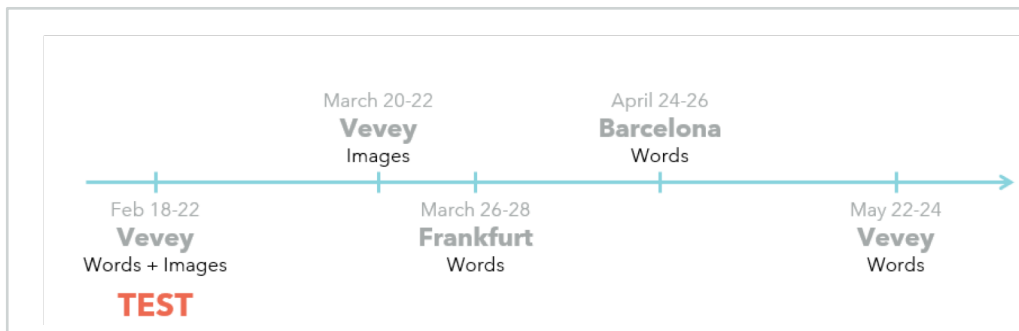 March 20-22
Vevey
Images
April 24-26
Barcelona
Words
Feb 18-22
Vevey
Words + Images
TEST
March 26-28
Frankfurt
Words
May 22-24
Vevey
Words